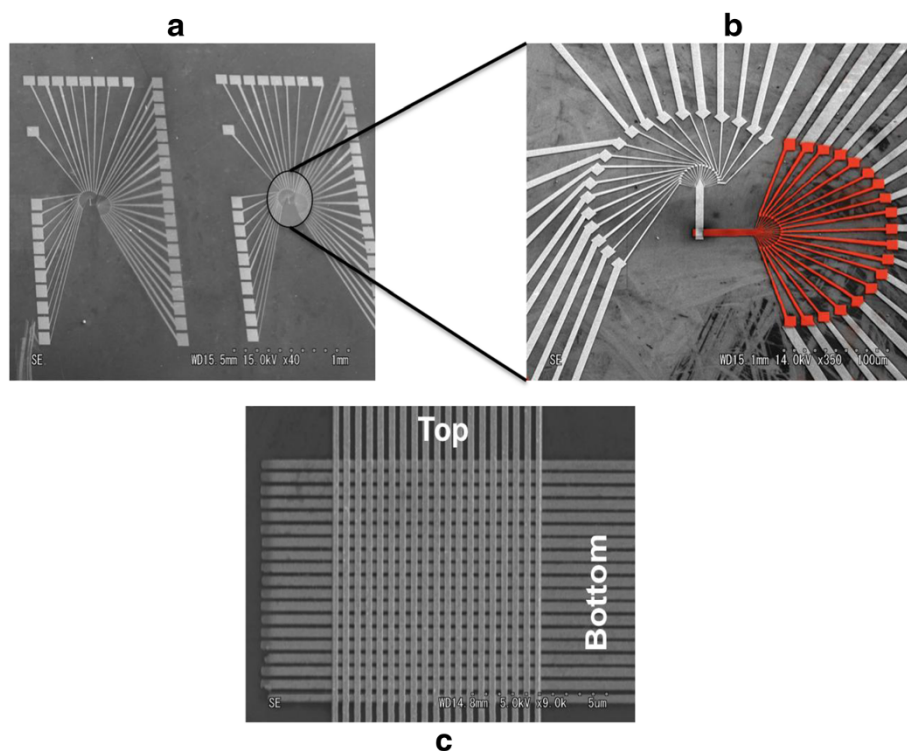 a
b
SE.
WD15.5mm 15.0kV x40 1mm
SE
WD15.1mm 14.0kV x350 100um
Top
Bottom
SE
WD14.8mm 5.0kV x9.0k 5um
c